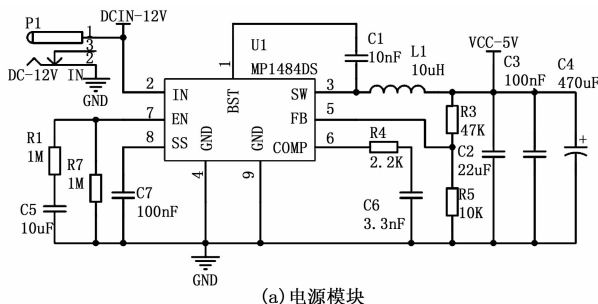 P1
DCIN-12V
1
3
2
DC-12V IN
GND
U1
MP1484DS
1
BST
C1
10nF
L1
10uH
VCC-5V
C3
100nF
C4
470uF
+
2
IN
SW
3
7
EN
FB
5
8
SS
COMP
6
GND
GND
4
9
R1
1M
R7
1M
C5
10uF
C7
100nF
R4
2.2K
C6
3.3nF
R3
47K
C2
22uF
R5
10K
GND
(a)电源模块